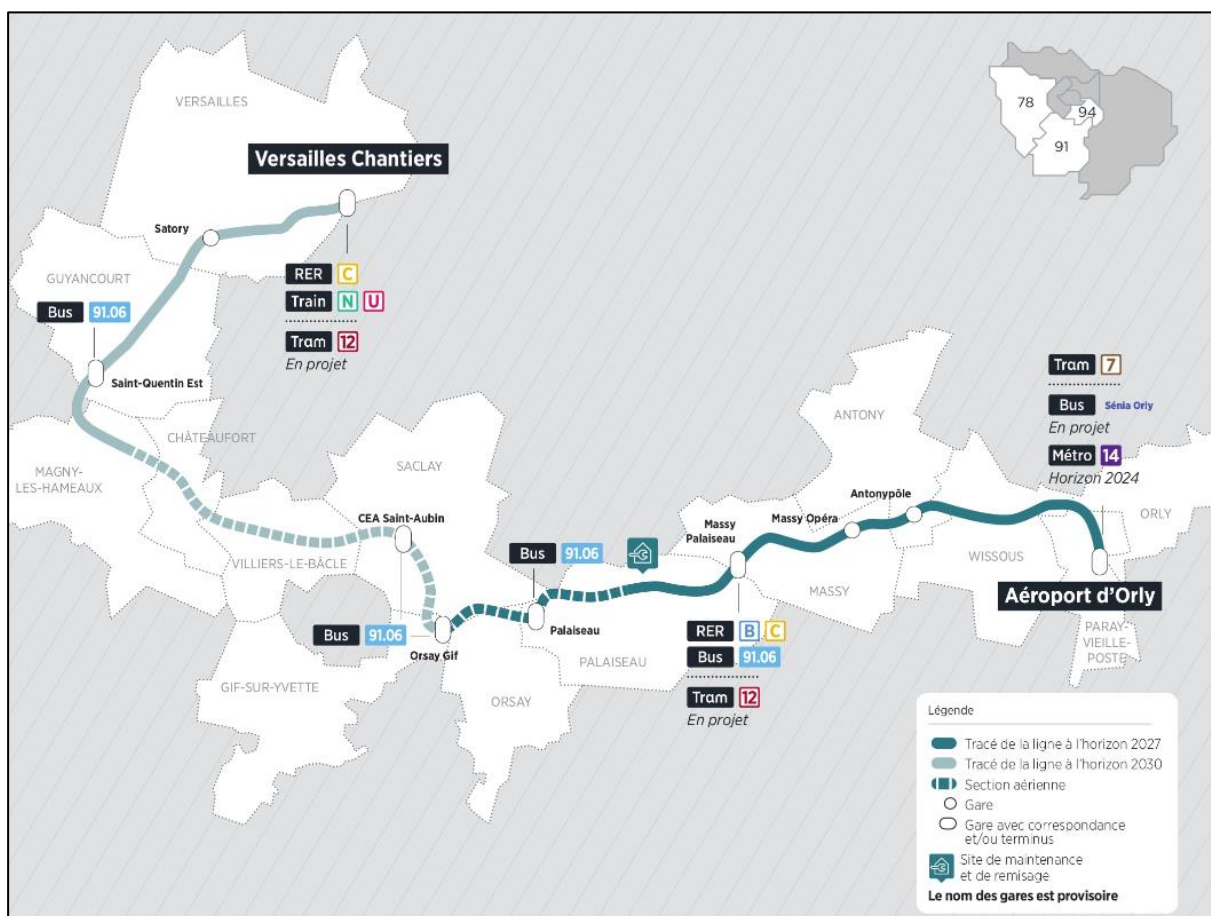 VERSAILLES
Versailles Chantiers
78
94
91
Satory
GUYANCOURT
RER C
Train N U
Tram 12
En projet
Bus 91.06
Saint-Quentin Est
CHÂTEAUFORT
MAGNY-
LES-HAMEAUX
SACLAY
CEA Saint-Aubin
VILLIERS-LE-BÂCLE
Bus 91.06
Bus 91.06
Orsay Gif
Palaiseau
GIF-SUR-YVETTE
ORSAY
PALAISEAU
ANTONY
Antonypôle
Massy Opéra
Massy
Palaiseau
MASSY
WISSOUS
ORLY
Tram 7
Bus Sénia Orly
En projet
Métro 14
Horizon 2024
Aéroport d'Orly
PARAY-
VIEILLE-
POSTE
RER B C
Bus 91.06
Tram 12
En projet
Légende
Tracé de la ligne à l'horizon 2027
Tracé de la ligne à l'horizon 2030
Section aérienne
Gare
Gare avec correspondance
et/ou terminus
Site de maintenance
et de remisage
Le nom des gares est provisoire